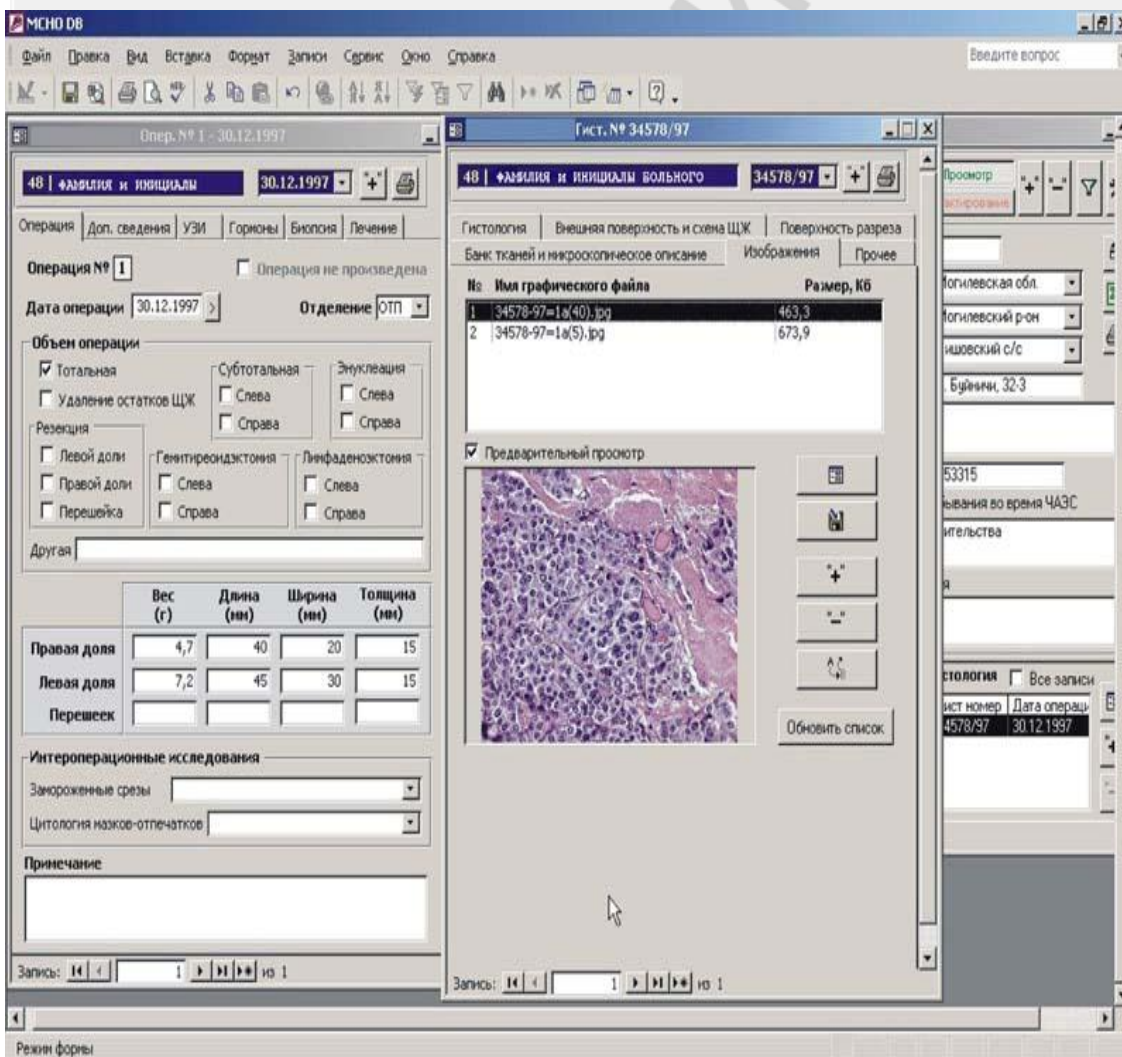 MCHO DB
Файл Правка Вид Вставка Формат Записи Сервис Окно Справка
Введите вопрос
Опер. № 1 - 30.12.1997
48 | ФАМИЛИЯ И ИНИЦИАЛЫ 30.12.1997 "+"
Операция Доп. сведения УЗИ Гормоны Биопсия Лечение
Операция № 1 Операция не произведена
Дата операции 30.12.1997 > Отделение ОТП
Объем операции
Тотальная
Удаление остатков ЩЖ
Субтотальная
Слева
Справа
Энуклеация
Слева
Справа
Резекция
Левой доли
Правой доли
Перешейка
Гемитиреоидэктомия
Слева
Справа
Лимфаденоэктомия
Слева
Справа
Другая
Вес (г) Длина (мм) Ширина (мм) Толщина (мм)
Правая доля 4,7 40 20 15
Левая доля 7,2 45 30 15
Перешеек
Интероперационные исследования
Замороженные срезы
Цитология мазков-отпечатков
Примечание
Запись: 1 из 1
Гист. № 34578/97
48 | ФАМИЛИЯ И ИНИЦИАЛЫ БОЛЬНОГО 34578/97 "+"
Гистология Внешняя поверхность и схема ЩЖ Поверхность разреза
Банк тканей и микроскопическое описание Изображения Прочее
№ Имя графического файла Размер, Кб
1 34578-97=1a(40).jpg 463,3
2 34578-97=1a(5).jpg 673,9
Предварительный просмотр
"+"
"-"
Обновить список
Запись: 1 из 1
Просмотр
"+" "-"
Могилевская обл.
Могилевский р-он
ишовский с/с
. Буйничи, 32-3
53315
бывания во время ЧАЭС
ительства
я
стология Все записи
ист номер Дата операци
4578/97 30.12.1997
Режим формы